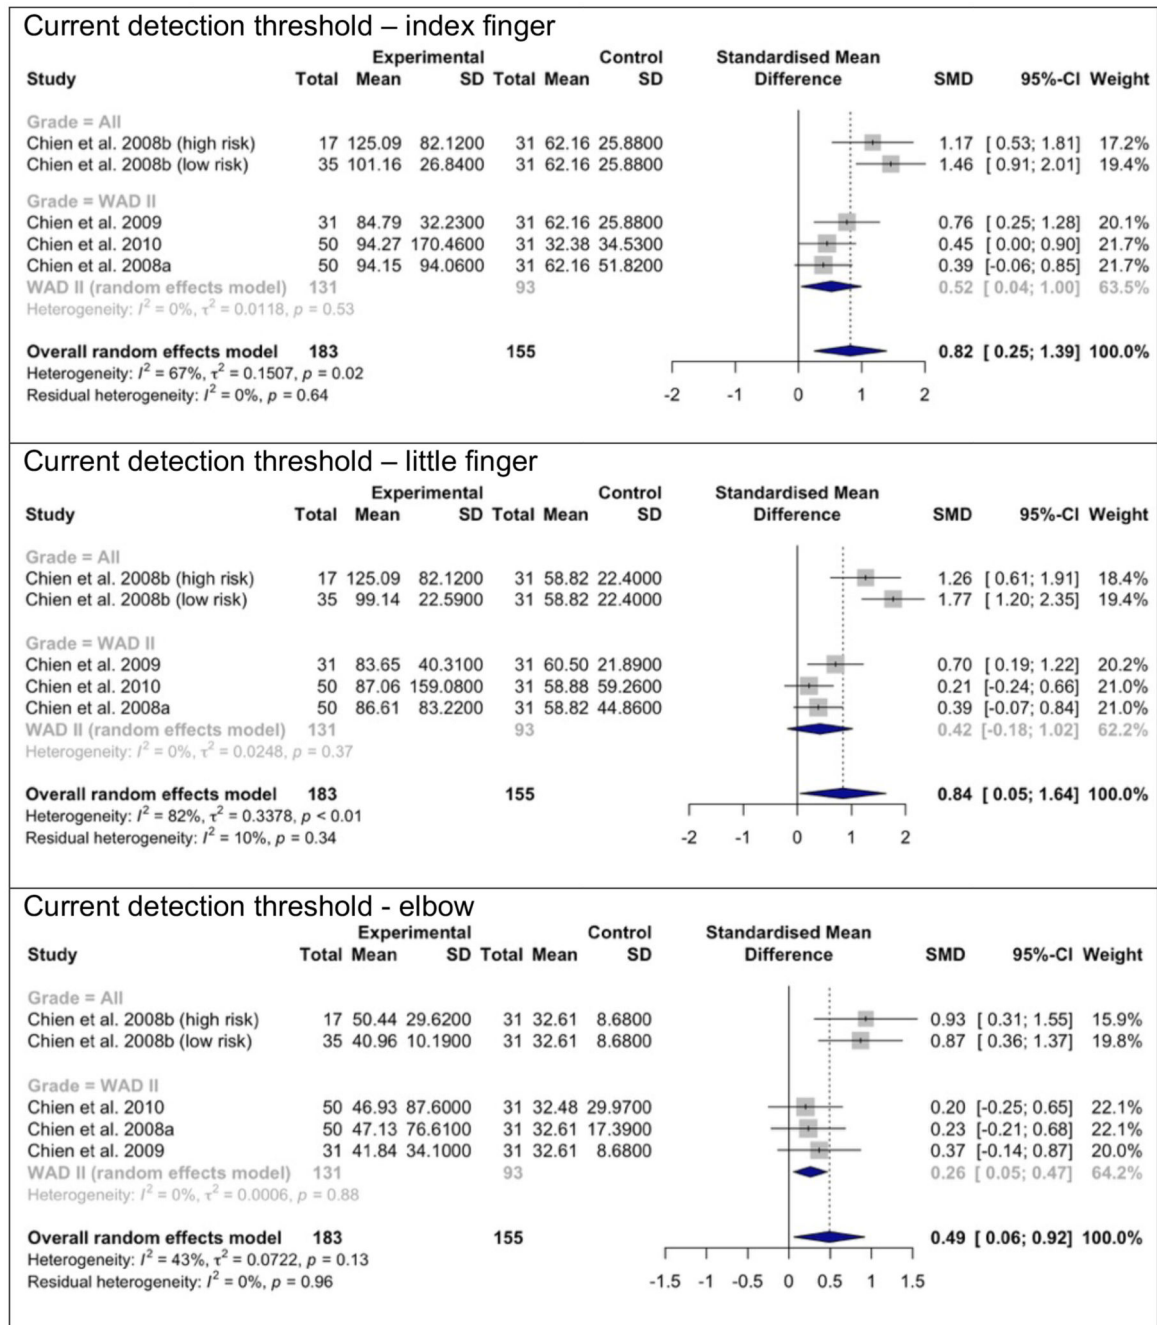 Current detection threshold – index finger
Experimental Control Standardised Mean
Study Total Mean SD Total Mean SD Difference SMD 95%-CI Weight
Grade = All
Chien et al. 2008b (high risk) 17 125.09 82.1200 31 62.16 25.8800 1.17 [ 0.53; 1.81] 17.2%
Chien et al. 2008b (low risk) 35 101.16 26.8400 31 62.16 25.8800 1.46 [ 0.91; 2.01] 19.4%
Grade = WAD II
Chien et al. 2009 31 84.79 32.2300 31 62.16 25.8800 0.76 [ 0.25; 1.28] 20.1%
Chien et al. 2010 50 94.27 170.4600 31 32.38 34.5300 0.45 [ 0.00; 0.90] 21.7%
Chien et al. 2008a 50 94.15 94.0600 31 62.16 51.8200 0.39 [-0.06; 0.85] 21.7%
WAD II (random effects model) 131 93 0.52 [ 0.04; 1.00] 63.5%
Heterogeneity: I² = 0%, τ² = 0.0118, p = 0.53
Overall random effects model 183 155 0.82 [ 0.25; 1.39] 100.0%
Heterogeneity: I² = 67%, τ² = 0.1507, p = 0.02
Residual heterogeneity: I² = 0%, p = 0.64
-2 -1 0 1 2
Current detection threshold – little finger
Experimental Control Standardised Mean
Study Total Mean SD Total Mean SD Difference SMD 95%-CI Weight
Grade = All
Chien et al. 2008b (high risk) 17 125.09 82.1200 31 58.82 22.4000 1.26 [ 0.61; 1.91] 18.4%
Chien et al. 2008b (low risk) 35 99.14 22.5900 31 58.82 22.4000 1.77 [ 1.20; 2.35] 19.4%
Grade = WAD II
Chien et al. 2009 31 83.65 40.3100 31 60.50 21.8900 0.70 [ 0.19; 1.22] 20.2%
Chien et al. 2010 50 87.06 159.0800 31 58.88 59.2600 0.21 [-0.24; 0.66] 21.0%
Chien et al. 2008a 50 86.61 83.2200 31 58.82 44.8600 0.39 [-0.07; 0.84] 21.0%
WAD II (random effects model) 131 93 0.42 [-0.18; 1.02] 62.2%
Heterogeneity: I² = 0%, τ² = 0.0248, p = 0.37
Overall random effects model 183 155 0.84 [ 0.05; 1.64] 100.0%
Heterogeneity: I² = 82%, τ² = 0.3378, p < 0.01
Residual heterogeneity: I² = 10%, p = 0.34
-2 -1 0 1 2
Current detection threshold - elbow
Experimental Control Standardised Mean
Study Total Mean SD Total Mean SD Difference SMD 95%-CI Weight
Grade = All
Chien et al. 2008b (high risk) 17 50.44 29.6200 31 32.61 8.6800 0.93 [ 0.31; 1.55] 15.9%
Chien et al. 2008b (low risk) 35 40.96 10.1900 31 32.61 8.6800 0.87 [ 0.36; 1.37] 19.8%
Grade = WAD II
Chien et al. 2010 50 46.93 87.6000 31 32.48 29.9700 0.20 [-0.25; 0.65] 22.1%
Chien et al. 2008a 50 47.13 76.6100 31 32.61 17.3900 0.23 [-0.21; 0.68] 22.1%
Chien et al. 2009 31 41.84 34.1000 31 32.61 8.6800 0.37 [-0.14; 0.87] 20.0%
WAD II (random effects model) 131 93 0.26 [ 0.05; 0.47] 64.2%
Heterogeneity: I² = 0%, τ² = 0.0006, p = 0.88
Overall random effects model 183 155 0.49 [ 0.06; 0.92] 100.0%
Heterogeneity: I² = 43%, τ² = 0.0722, p = 0.13
Residual heterogeneity: I² = 0%, p = 0.96
-1.5 -1 -0.5 0 0.5 1 1.5